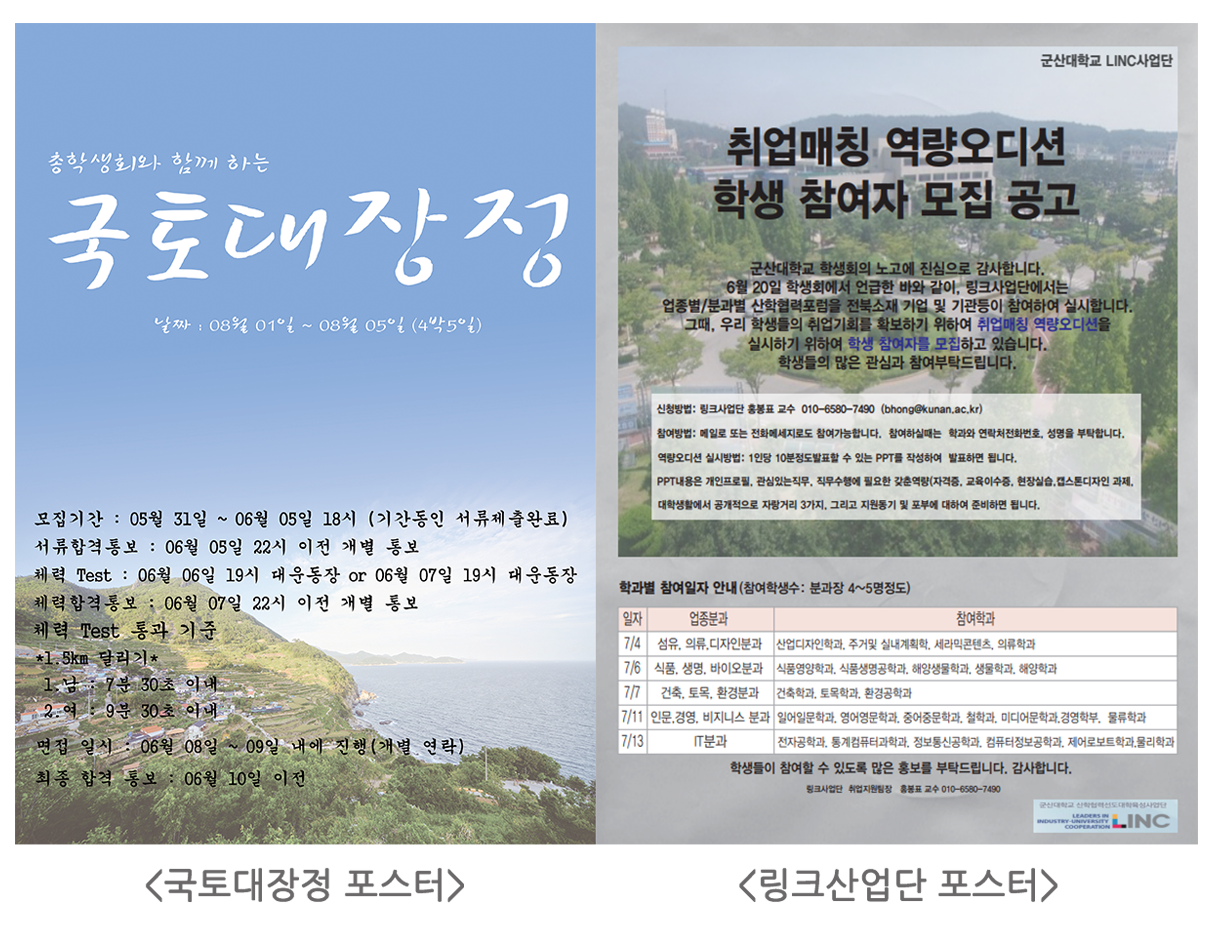 총학생회와 함께 하는
국토대장정
날짜 : 08월 01일 ~ 08월 05일 (4박5일)
모집기간 : 05월 31일 ~ 06월 05일 18시 (기간동인 서류제출완료)
서류합격통보 : 06월 05일 22시 이전 개별 통보
체력 Test : 06월 06일 19시 대운동장 or 06월 07일 19시 대운동장
체력합격통보 : 06월 07일 22시 이전 개별 통보
체력 Test 통과 기준
*1.5km 달리기*
1.남 : 7분 30초 이내
2.여 : 9분 30초 이내
면접 일시 : 06월 08일 ~ 09일 내에 진행(개별 연락)
최종 합격 통보 : 06월 10일 이전
<국토대장정 포스터>
군산대학교 LINC사업단
취업매칭 역량오디션
학생 참여자 모집 공고
군산대학교 학생회의 노고에 진심으로 감사합니다.
6월 20일 학생회에서 언급한 바와 같이, 링크사업단에서는
업종별/분과별 산학협력포럼을 전북소재 기업 및 기관등이 참여하여 실시합니다.
그때, 우리 학생들의 취업기회를 확보하기 위하여 취업매칭 역량오디션을
실시하기 위하여 학생 참여자를 모집하고 있습니다.
학생들의 많은 관심과 참여부탁드립니다.
신청방법: 링크사업단 홍봉표 교수 010-6580-7490 (bhong@kunan.ac.kr)
참여방법: 메일로 또는 전화메세지로도 참여가능합니다. 참여하실때는 학과와 연락처전화번호, 성명을 부탁합니다.
역량오디션 실시방법: 1인당 10분정도발표할 수 있는 PPT를 작성하여 발표하면 됩니다.
PPT내용은 개인프로필, 관심있는직무, 직무수행에 필요한 갖춘역량(자격증, 교육이수증, 현장실습,캡스톤디자인 과제,
대학생활에서 공개적으로 자랑거리 3가지, 그리고 지원동기 및 포부에 대하여 준비하면 됩니다.
학과별 참여일자 안내(참여학생수: 분과장 4~5명정도)
일자 업종분과 참여학과
7/4 섬유, 의류,디자인분과 산업디자인학과, 주거및 실내계획학, 세라믹콘텐츠, 의류학과
7/6 식품, 생명, 바이오분과 식품영양학과, 식품생명공학과, 해양생물학과, 생물학과, 해양학과
7/7 건축, 토목, 환경분과 건축학과, 토목학과, 환경공학과
7/11 인문,경영, 비지니스 분과 일어일문학과, 영어영문학과, 중어중문학과, 철학과, 미디어문학과,경영학부, 물류학과
7/13 IT분과 전자공학과, 통계컴퓨터과학과, 정보통신공학과, 컴퓨터정보공학과, 제어로보트학과,물리학과
학생들이 참여할 수 있도록 많은 홍보를 부탁드립니다. 감사합니다.
링크사업단 취업지원팀장 홍봉표 교수 010-6580-7490
군산대학교 산학협력선도대학육성사업단
LEADERS IN
INDUSTRY-UNIVERSITY
COOPERATION
LINC
<링크산업단 포스터>